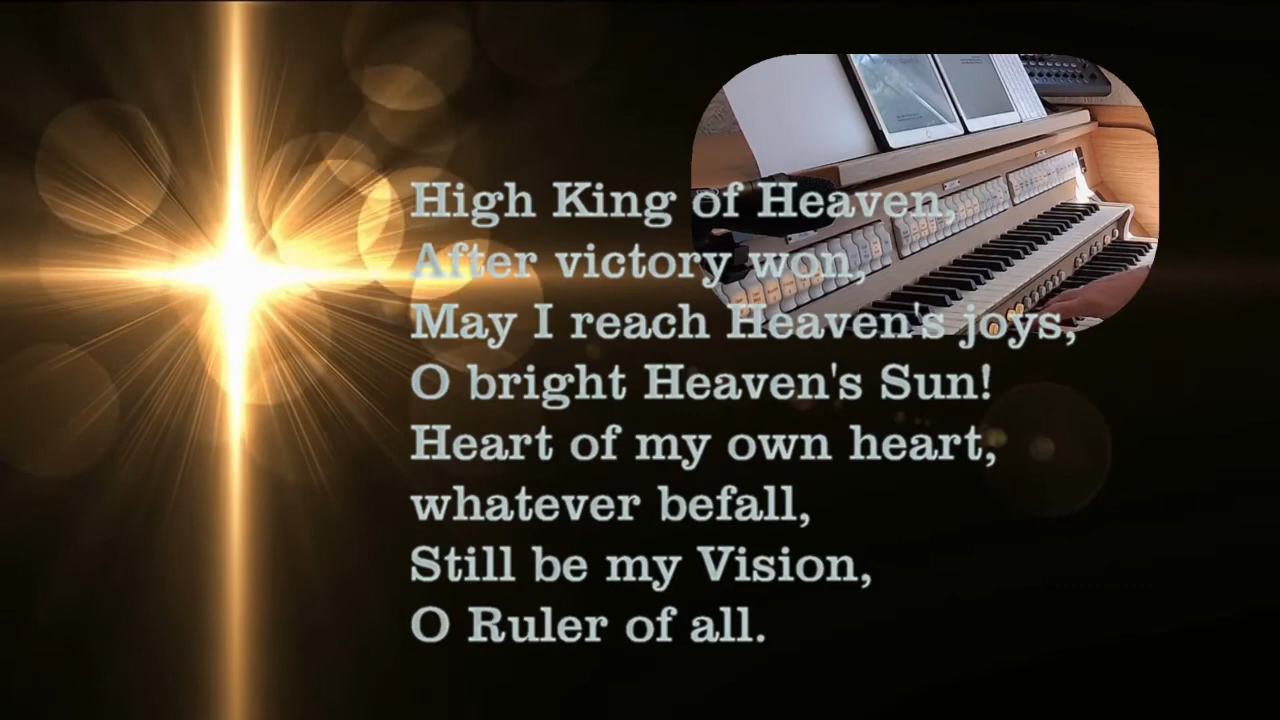 High King of Heaven,
After victory won,
May I reach Heaven's joys,
O bright Heaven's Sun!
Heart of my own heart,
whatever befall,
Still be my Vision,
O Ruler of all.